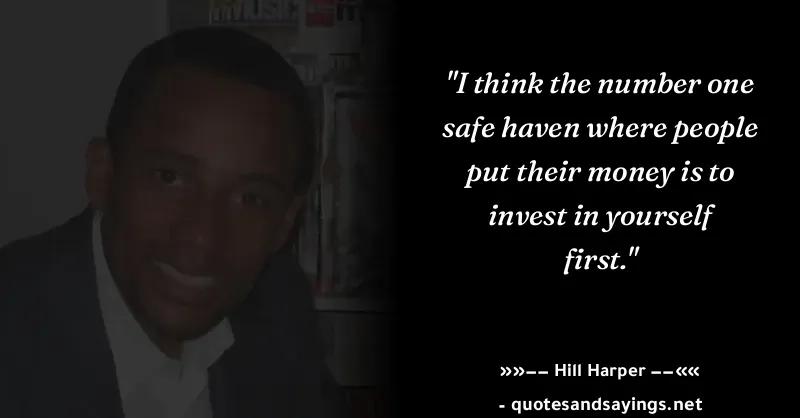 MUSIC
"I think the number one
safe haven where people
put their money is to
invest in yourself
first."
»»–– Hill Harper ––««
- quotesandsayings.net